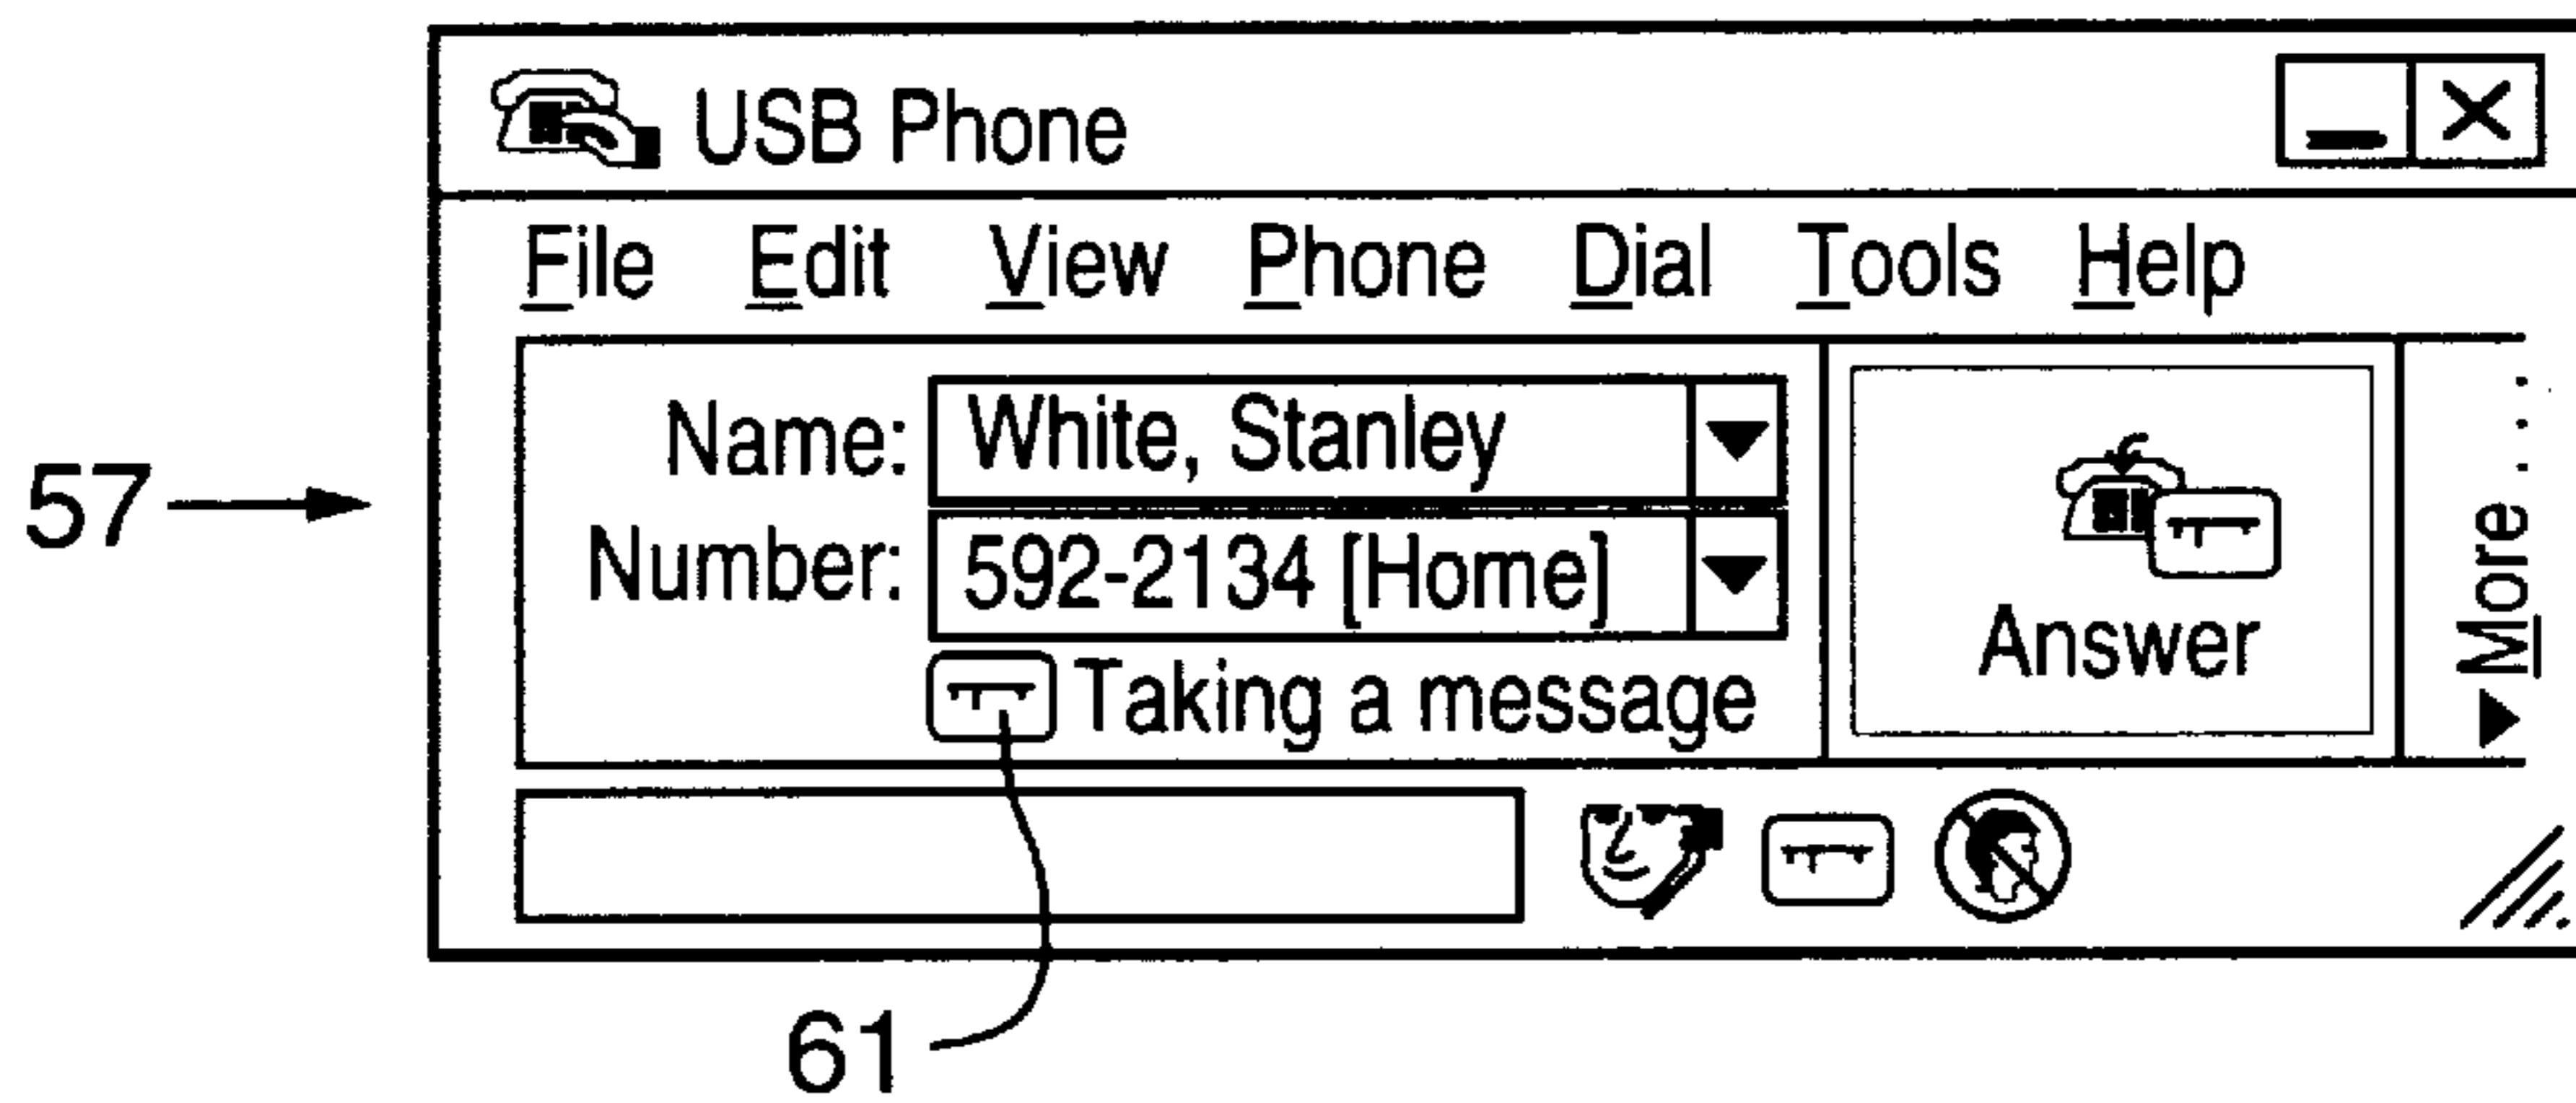 USB Phone
File Edit View Phone Dial Tools Help
Name: White, Stanley
Number: 592-2134 [Home]
Taking a message
Answer
More ....
57
61